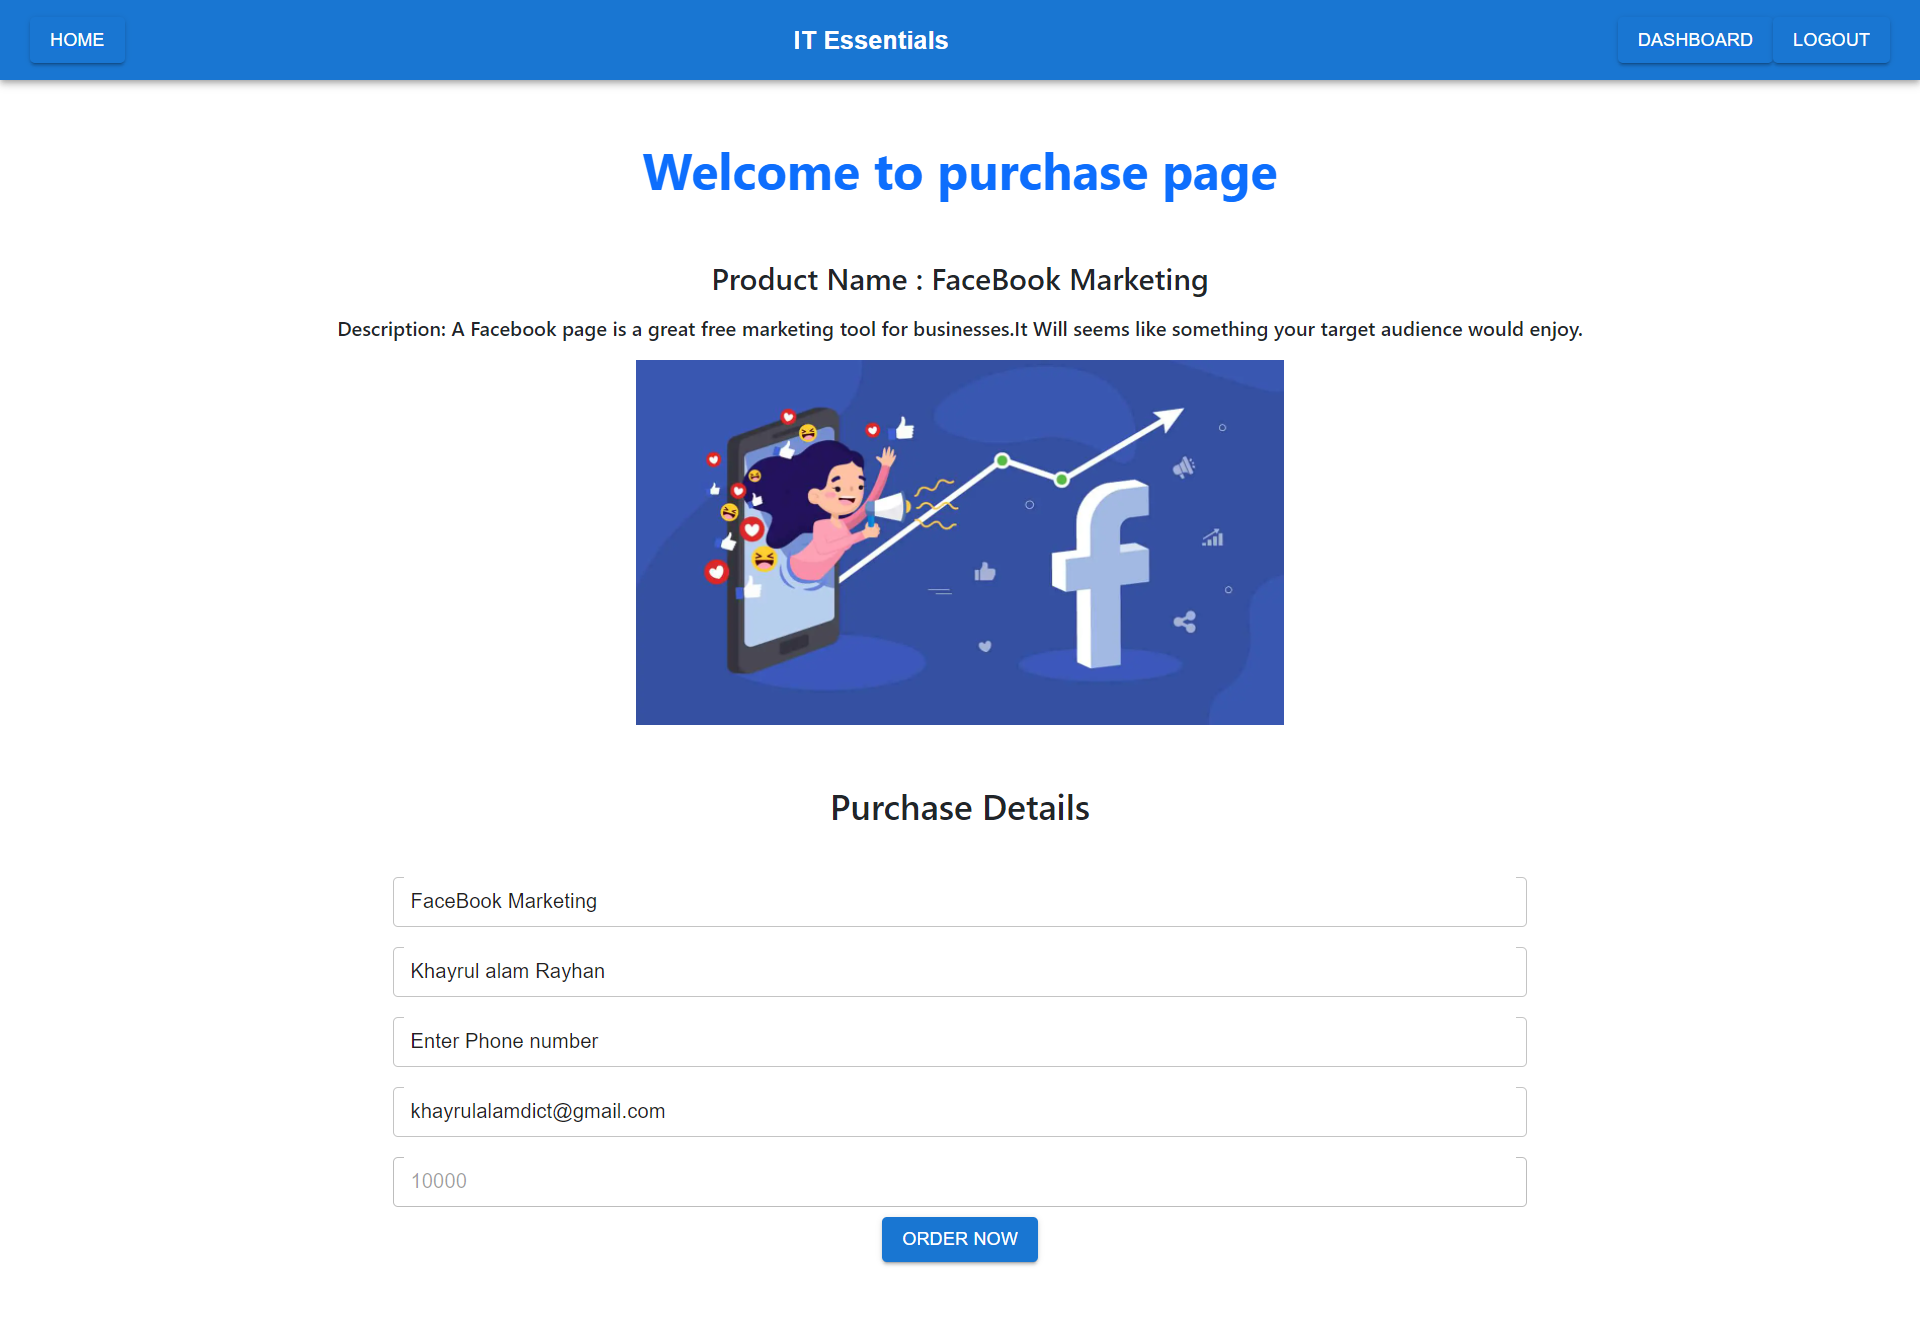 HOME
IT Essentials
DASHBOARD
LOGOUT
Welcome to purchase page
Product Name : FaceBook Marketing
Description: A Facebook page is a great free marketing tool for businesses.It Will seems like something your target audience would enjoy.
f
Purchase Details
FaceBook Marketing
Khayrul alam Rayhan
Enter Phone number
khayrulalamdict@gmail.com
10000
ORDER NOW